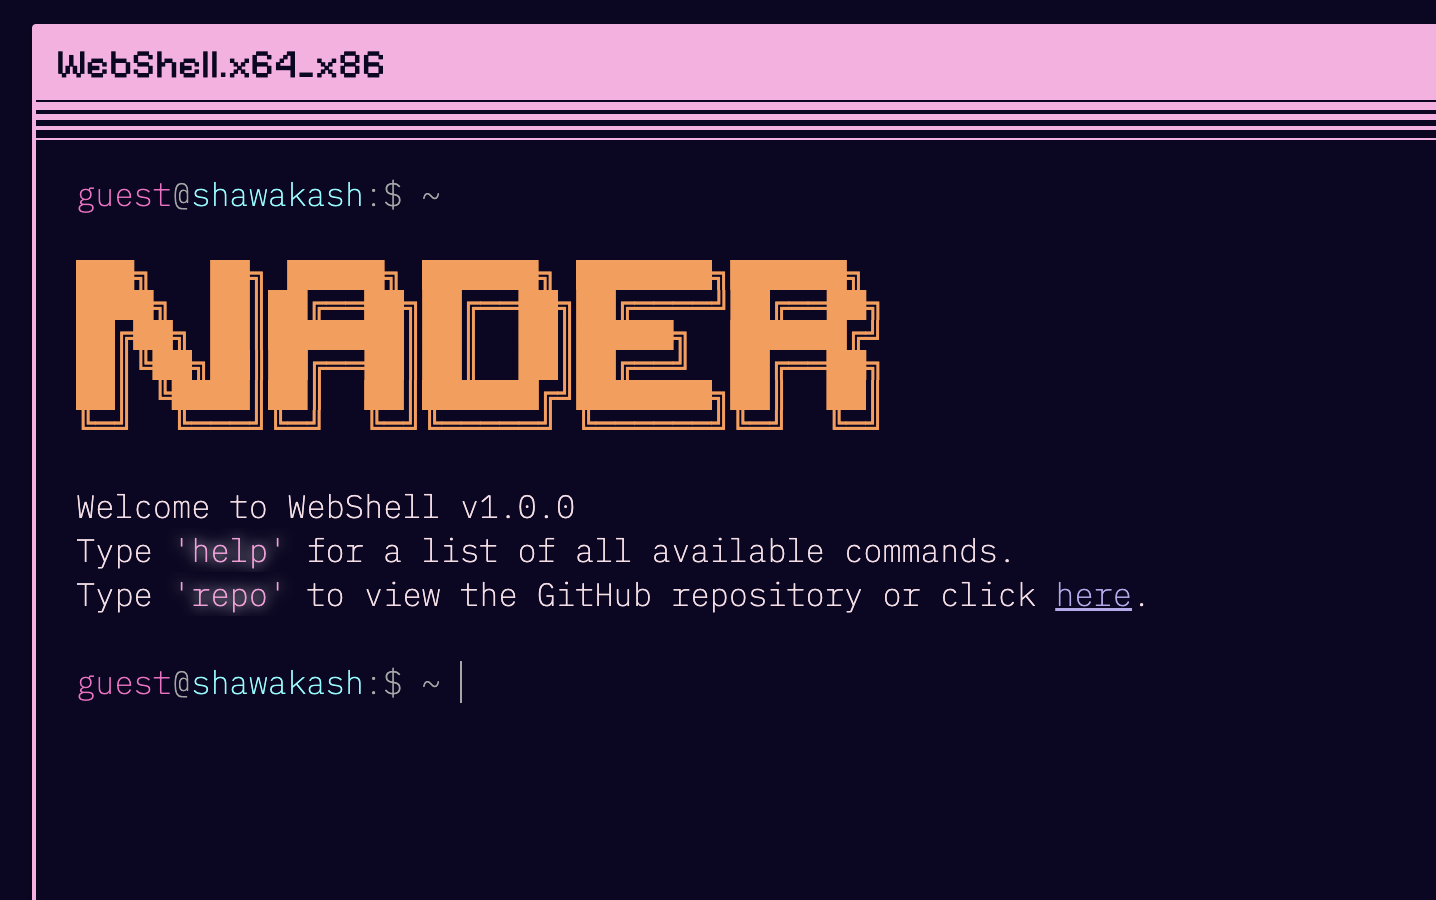 WebShell.x64_x86
guest@shawakash:$ ~
NADER
Welcome to WebShell v1.0.0
Type 'help' for a list of all available commands.
Type 'repo' to view the GitHub repository or click here.
guest@shawakash:$ ~